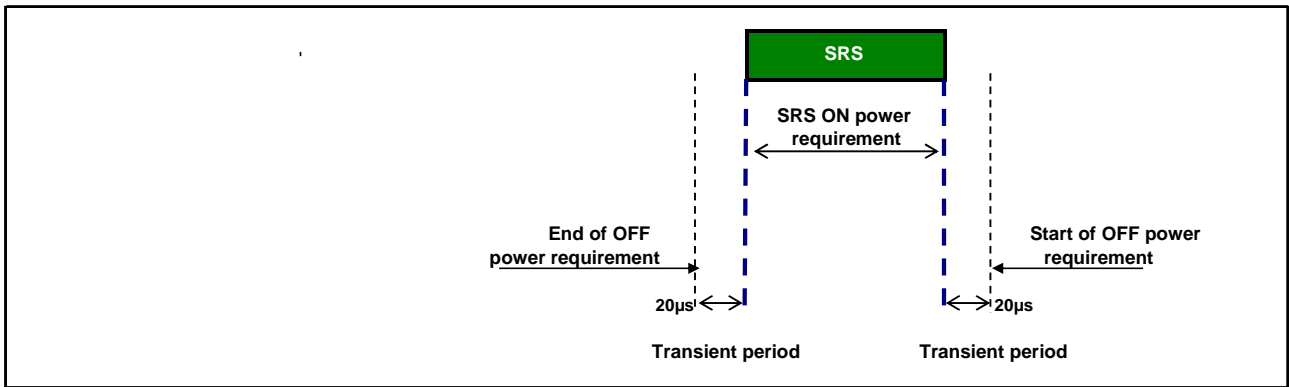 SRS
SRS ON power
requirement
End of OFF
power requirement
Start of OFF power
requirement
20µs
20µs
Transient period
Transient period